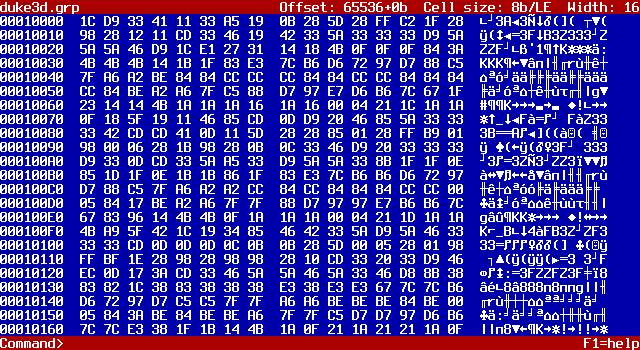 duke3d.grp Offset: 65536+0b Cell size: 8b/LE Width: 16
00010000 1C D9 33 41 11 33 A5 19 0B 28 5D 28 FF C2 1F 28 ∟┘3A◄3Ñ↓♂(]( ┬▼(
00010010 98 28 12 11 CD 33 46 19 42 33 5A 33 33 33 D9 5A ÿ(↕◄═3F↓B3Z333┘Z
00010020 5A 5A 46 D9 1C E1 27 31 14 18 4B 0F 0F 0F 84 3A ZZF┘∟ß'1¶↑K☼☼☼ä:
00010030 4B 4B 4B 14 1B 1F 83 E3 7C B6 D6 72 97 D7 88 C5 KKK¶←▼âπ|╢╓rù╫ê┼
00010040 7F A6 A2 BE 84 84 CC CC CC 84 84 CC CC 84 84 84 ⌂ªó╛ää╠╠╠ää╠╠äää
00010050 CC 84 BE A2 A6 7F C5 88 D7 97 E7 D6 B6 7C 67 1F ╠ä╛óª⌂┼ê╫ùτ╓╢|g▼
00010060 23 14 14 4B 1A 1A 1A 16 1A 16 00 04 21 1C 1A 1A #¶¶K→→→▬→▬ ♦!∟→→
00010070 0F 18 5F 19 11 46 85 CD 0D D9 20 46 85 5A 33 33 ☼↑_↓◄Fà═♪┘ FàZ33
00010080 33 42 CD CD 41 0D 11 5D 28 28 85 01 28 FF B9 01 3B══A♪◄]((à☺( ╣☺
00010090 98 00 06 28 1B 98 28 0B 0C 33 46 D9 20 33 33 33 ÿ ♠(←ÿ(♂♀3F┘ 333
000100A0 D9 33 0D CD 33 5A A5 33 D9 5A 5A 33 8B 1F 1F 0E ┘3♪═3ZÑ3┘ZZ3ï▼▼♫
000100B0 85 1D 1F 0E 1B 1B 86 1F 83 E3 7C B6 B6 D6 72 97 à↔▼♫←←å▼âπ|╢╢╓rù
000100C0 D7 88 C5 7F A6 A2 A2 CC 84 CC 84 84 84 CC CC 00 ╫ê┼⌂ªóó╠ä╠äää╠╠
000100D0 05 84 17 BE A2 A6 7F 7F 88 D7 97 97 E7 B6 B6 7C ♣ä↨╛óª⌂⌂ê╫ùùτ╢╢|
000100E0 67 83 96 14 4B 4B 0F 1A 1A 1A 00 04 21 1D 1A 1A gâû¶KK☼→→→ ♦!↔→→
000100F0 4B A9 5F 42 1C 19 34 85 46 42 33 5A D9 5A 46 33 K⌐_B∟↓4àFB3Z┘ZF3
00010100 33 33 CD 0D 0D 0D 0C 0B 0B 28 5D 00 05 28 01 98 33═♪♪♪♀♂♂(] ♣(☺ÿ
00010110 FF BF 1E 28 98 28 98 98 28 10 CD 33 20 33 D9 46  ┐▲(ÿ(ÿÿ(►═3 3┘F
00010120 EC 0D 17 3A CD 33 46 5A 5A 5A 46 33 46 D8 8B 38 ∞♪↨:═3FZZZF3F╪ï8
00010130 83 82 1C 38 83 38 38 38 E3 38 E3 E3 67 7C 7C B6 âé∟8â888π8ππg||╢
00010140 D6 72 97 D7 C5 C5 7F 7F A6 A6 BE BE BE 84 BE 00 ╓rù╫┼┼⌂⌂ªª╛╛╛ä╛
00010150 05 84 3A BE 84 BE BE A6 7F 7F C5 D7 D7 97 D6 B6 ♣ä:╛ä╛╛ª⌂⌂┼╫╫ù╓╢
00010160 7C 7C E3 38 1F 1B 14 4B 1A 0F 21 1A 21 21 1A 0F ||π8▼←¶K→☼!→!!→☼
Command> F1=help